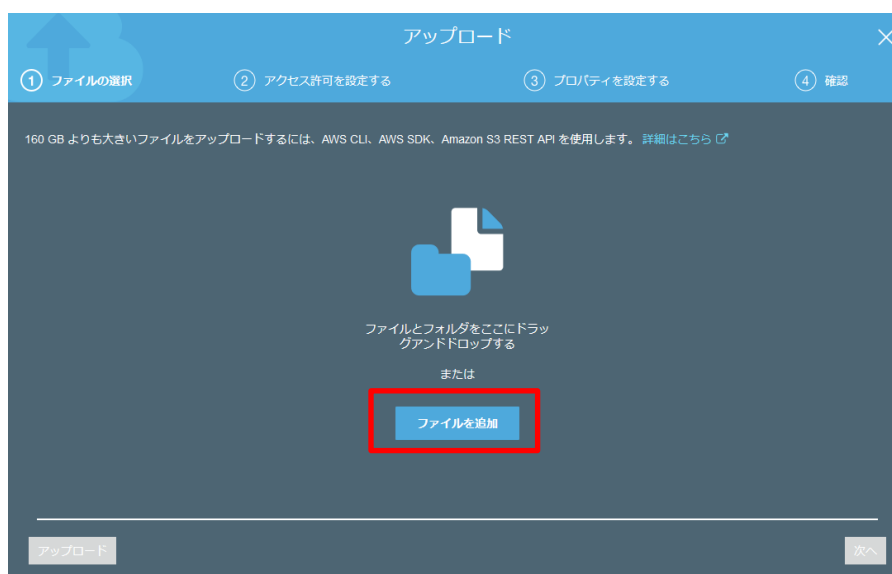 アップロード
1 ファイルの選択 2 アクセス許可を設定する 3 プロパティを設定する 4 確認
160 GB よりも大きいファイルをアップロードするには、AWS CLI、AWS SDK、Amazon S3 REST API を使用します。 詳細はこちら
ファイルとフォルダをここにドラッ
グアンドドロップする
または
ファイルを追加
アップロード 次へ